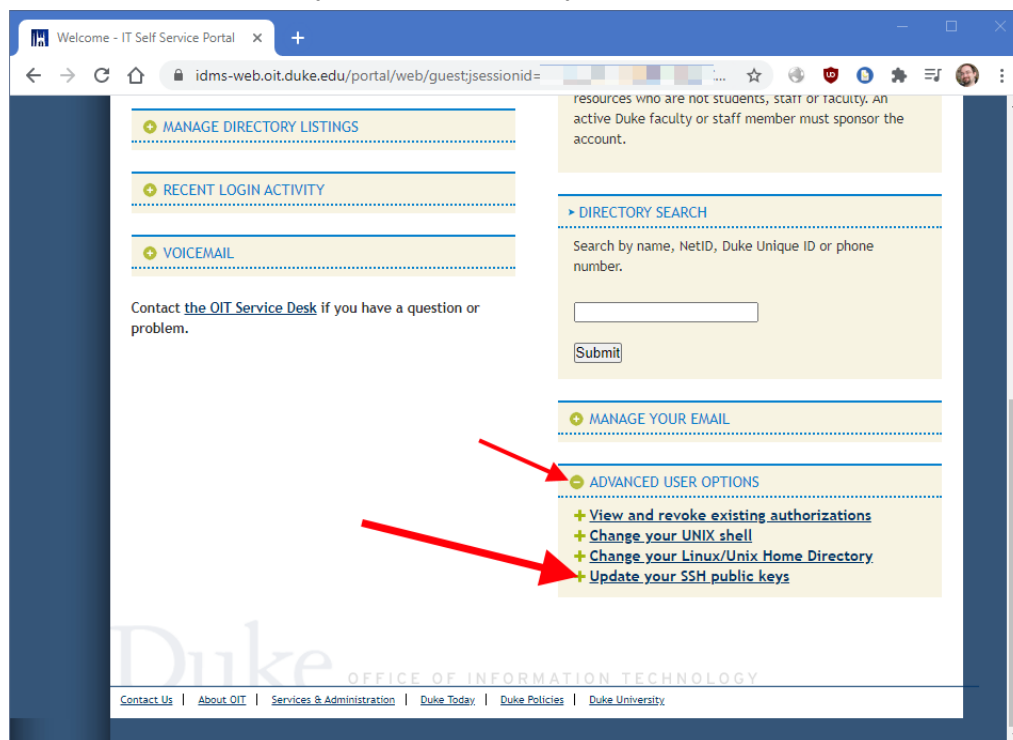 Welcome - IT Self Service Portal
idms-web.oit.duke.edu/portal/web/guest;jsessionid=
...
MANAGE DIRECTORY LISTINGS
RECENT LOGIN ACTIVITY
VOICEMAIL
Contact the OIT Service Desk if you have a question or
problem.
resources who are not students, staff or faculty. An
active Duke faculty or staff member must sponsor the
account.
DIRECTORY SEARCH
Search by name, NetID, Duke Unique ID or phone
number.
Submit
MANAGE YOUR EMAIL
ADVANCED USER OPTIONS
View and revoke existing authorizations
Change your UNIX shell
Change your Linux/Unix Home Directory
Update your SSH public keys
Duke OFFICE OF INFORMATION TECHNOLOGY
Contact Us | About OIT | Services & Administration | Duke Today | Duke Policies | Duke University